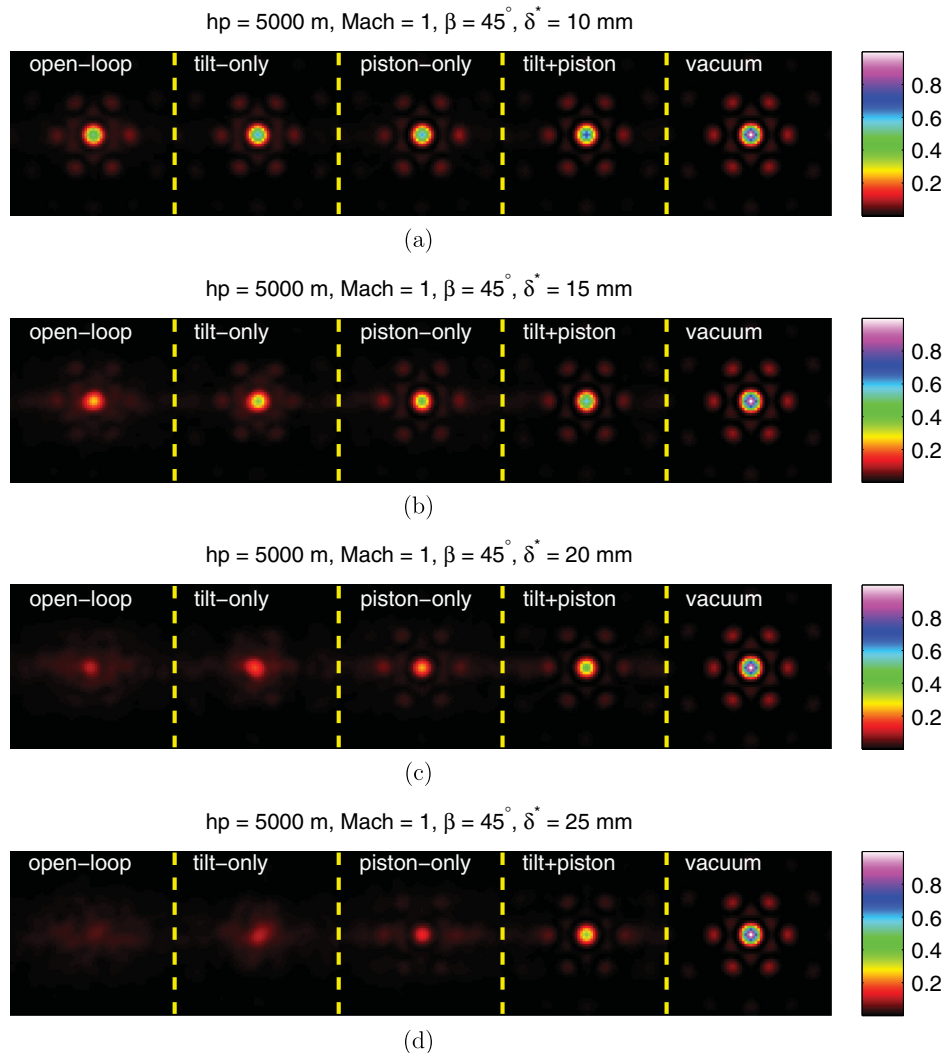 hp = 5000 m, Mach = 1, β = 45°, δ* = 10 mm
open−loop tilt−only piston−only tilt+piston vacuum
0.8
0.6
0.4
0.2
(a)
hp = 5000 m, Mach = 1, β = 45°, δ* = 15 mm
open−loop tilt−only piston−only tilt+piston vacuum
0.8
0.6
0.4
0.2
(b)
hp = 5000 m, Mach = 1, β = 45°, δ* = 20 mm
open−loop tilt−only piston−only tilt+piston vacuum
0.8
0.6
0.4
0.2
(c)
hp = 5000 m, Mach = 1, β = 45°, δ* = 25 mm
open−loop tilt−only piston−only tilt+piston vacuum
0.8
0.6
0.4
0.2
(d)